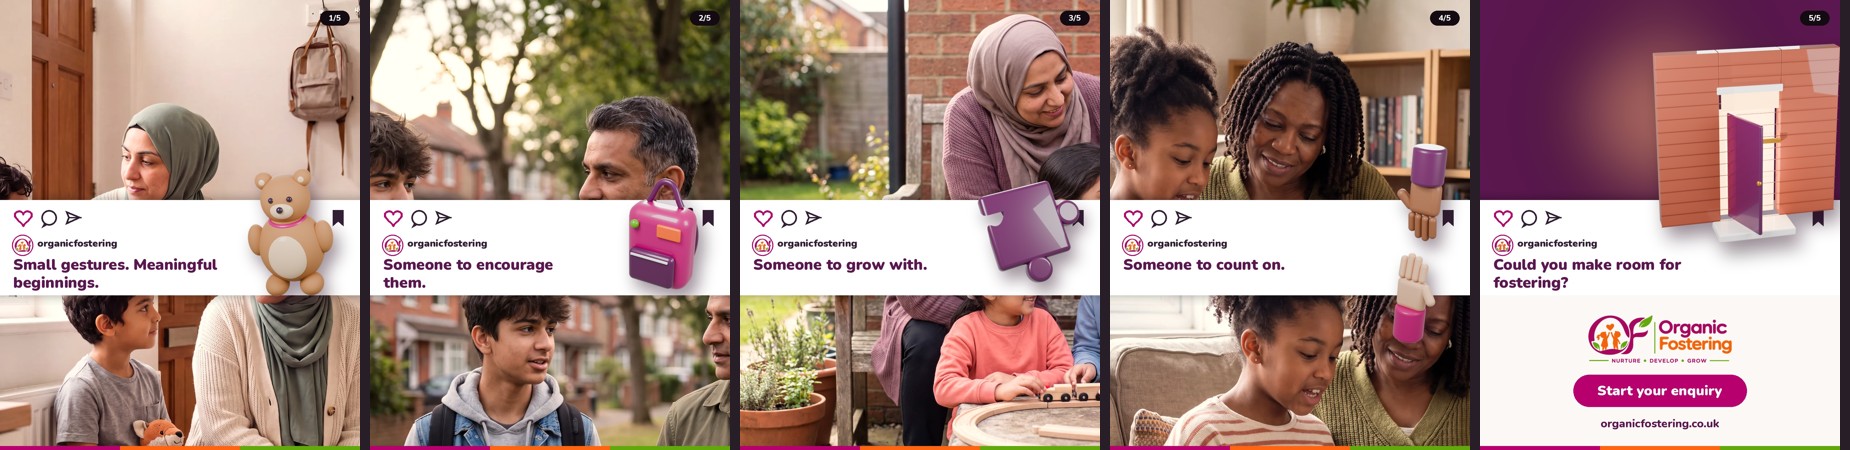 1/5
organicfostering
Small gestures. Meaningful
beginnings.
2/5
organicfostering
Someone to encourage
them.
3/5
organicfostering
Someone to grow with.
4/5
organicfostering
Someone to count on.
5/5
organicfostering
Could you make room for
fostering?
OF
Organic
Fostering
NURTURE • DEVELOP • GROW
Start your enquiry
organicfostering.co.uk